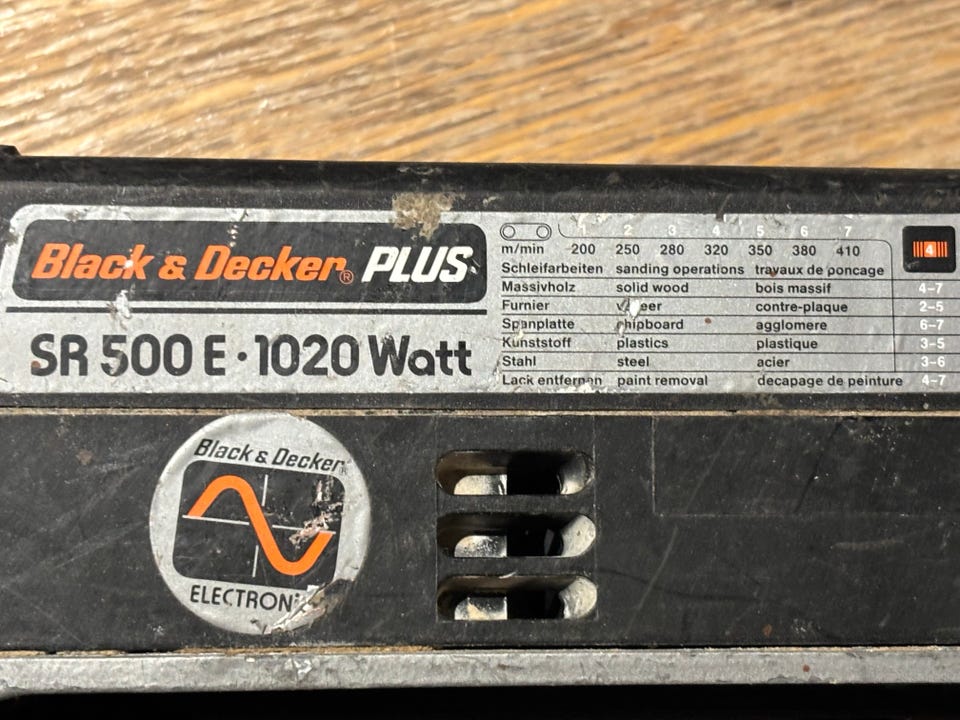 Black & Decker® PLUS
SR 500 E · 1020 Watt
1 2 3 4 5 6 7
m/min 200 250 280 320 350 380 410
4
Schleifarbeiten sanding operations travaux de poncage
Massivholz solid wood bois massif 4-7
Furnier contre-plaque 2-5
Spanplatte chipboard agglomere 6-7
Kunststoff plastics plastique 3-5
Stahl steel acier 3-6
Lack entfernen paint removal decapage de peinture 4-7
Black & Decker®